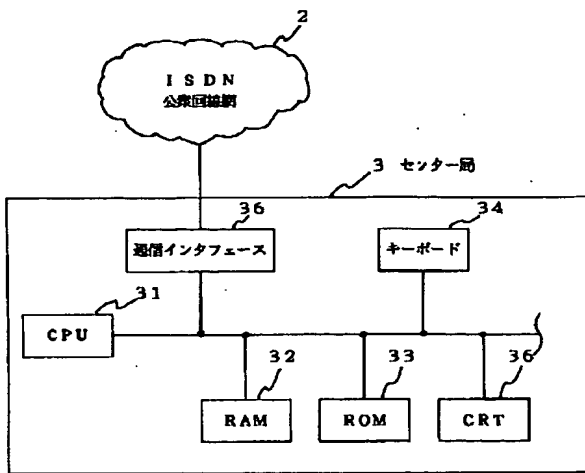 2
ISDN
公衆回線網
3 センター局
36
34
通信インタフェース
キーボード
31
CPU
32
33
36
RAM
ROM
CRT